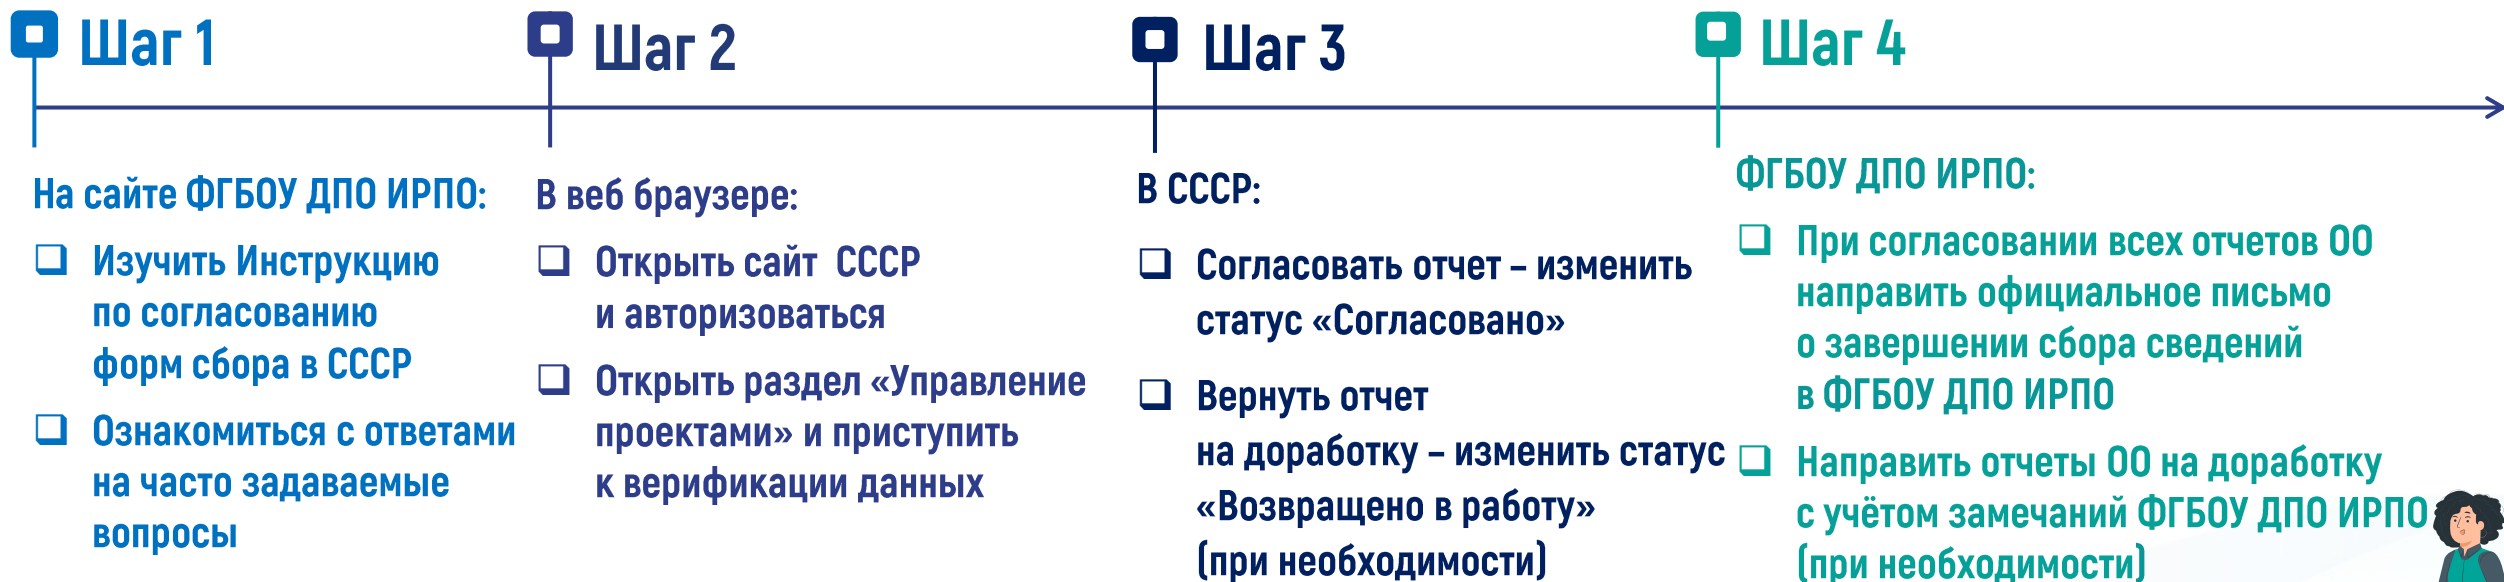 Шаг 1
На сайте ФГБОУ ДПО ИРПО:
Изучить Инструкцию
по согласованию
форм сбора в СССР
Ознакомиться с ответами
на часто задаваемые
вопросы
Шаг 2
В веб браузере:
Открыть сайт СССР
и авторизоваться
Открыть раздел «Управление
проектами» и приступить
к верификации данных
Шаг 3
В СССР:
Согласовать отчет – изменить
статус «Согласовано»
Вернуть отчет
на доработку – изменить статус
«Возвращено в работу»
(при необходимости)
Шаг 4
ФГБОУ ДПО ИРПО:
При согласовании всех отчетов ОО
направить официальное письмо
о завершении сбора сведений
в ФГБОУ ДПО ИРПО
Направить отчеты ОО на доработку
с учётом замечаний ФГБОУ ДПО ИРПО
(при необходимости)